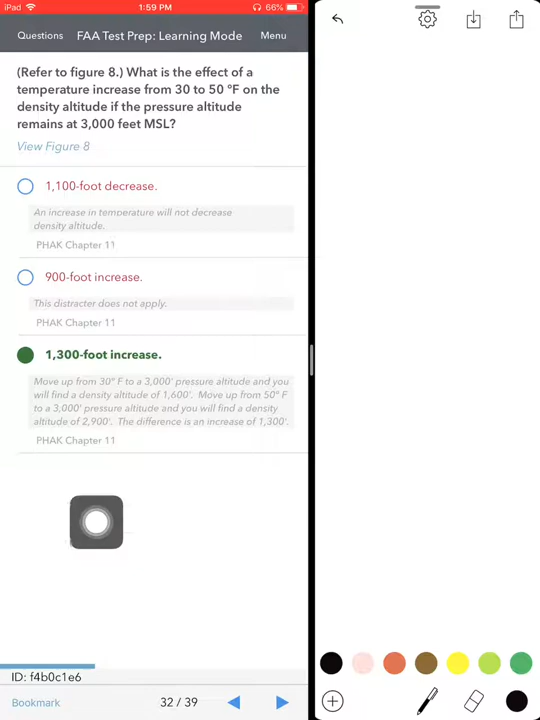 iPad 1:59 PM 66%
Questions FAA Test Prep: Learning Mode Menu
(Refer to figure 8.) What is the effect of a
temperature increase from 30 to 50 °F on the
density altitude if the pressure altitude
remains at 3,000 feet MSL?
View Figure 8
1,100-foot decrease.
An increase in temperature will not decrease
density altitude.
PHAK Chapter 11
900-foot increase.
This distracter does not apply.
PHAK Chapter 11
1,300-foot increase.
Move up from 30° F to a 3,000' pressure altitude and you
will find a density altitude of 1,600'. Move up from 50° F
to a 3,000' pressure altitude and you will find a density
altitude of 2,900'. The difference is an increase of 1,300'.
PHAK Chapter 11
ID: f4b0c1e6
Bookmark 32 / 39